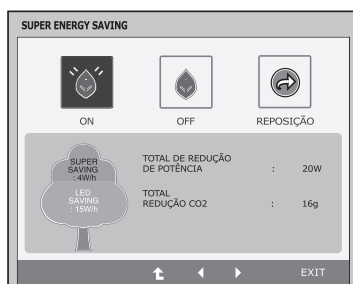 SUPER ENERGY SAVING
ON OFF REPOSIÇÃO
SUPER
SAVING
: 4W/h
LED
SAVING
: 15W/h
TOTAL DE REDUÇÃO
DE POTÊNCIA : 20W
TOTAL
REDUÇÃO CO2 : 16g
EXIT